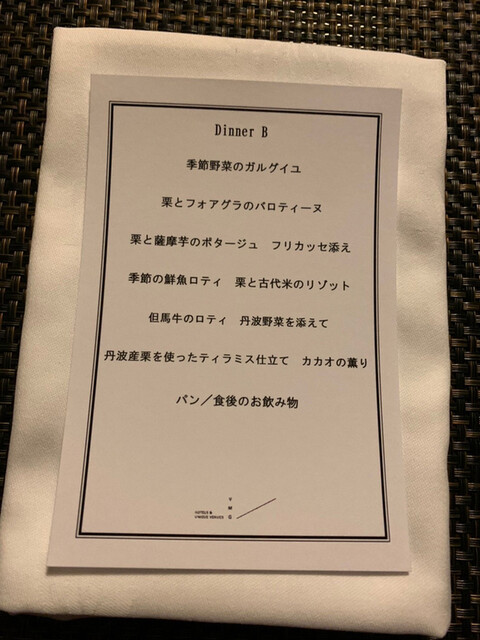 Dinner B
季節野菜のガルグイユ
栗とフォアグラのバロティーヌ
栗と薩摩芋のポタージュ　フリカッセ添え
季節の鮮魚ロティ　栗と古代米のリゾット
但馬牛のロティ　丹波野菜を添えて
丹波産栗を使ったティラミス仕立て　カカオの薫り
パン／食後のお飲み物